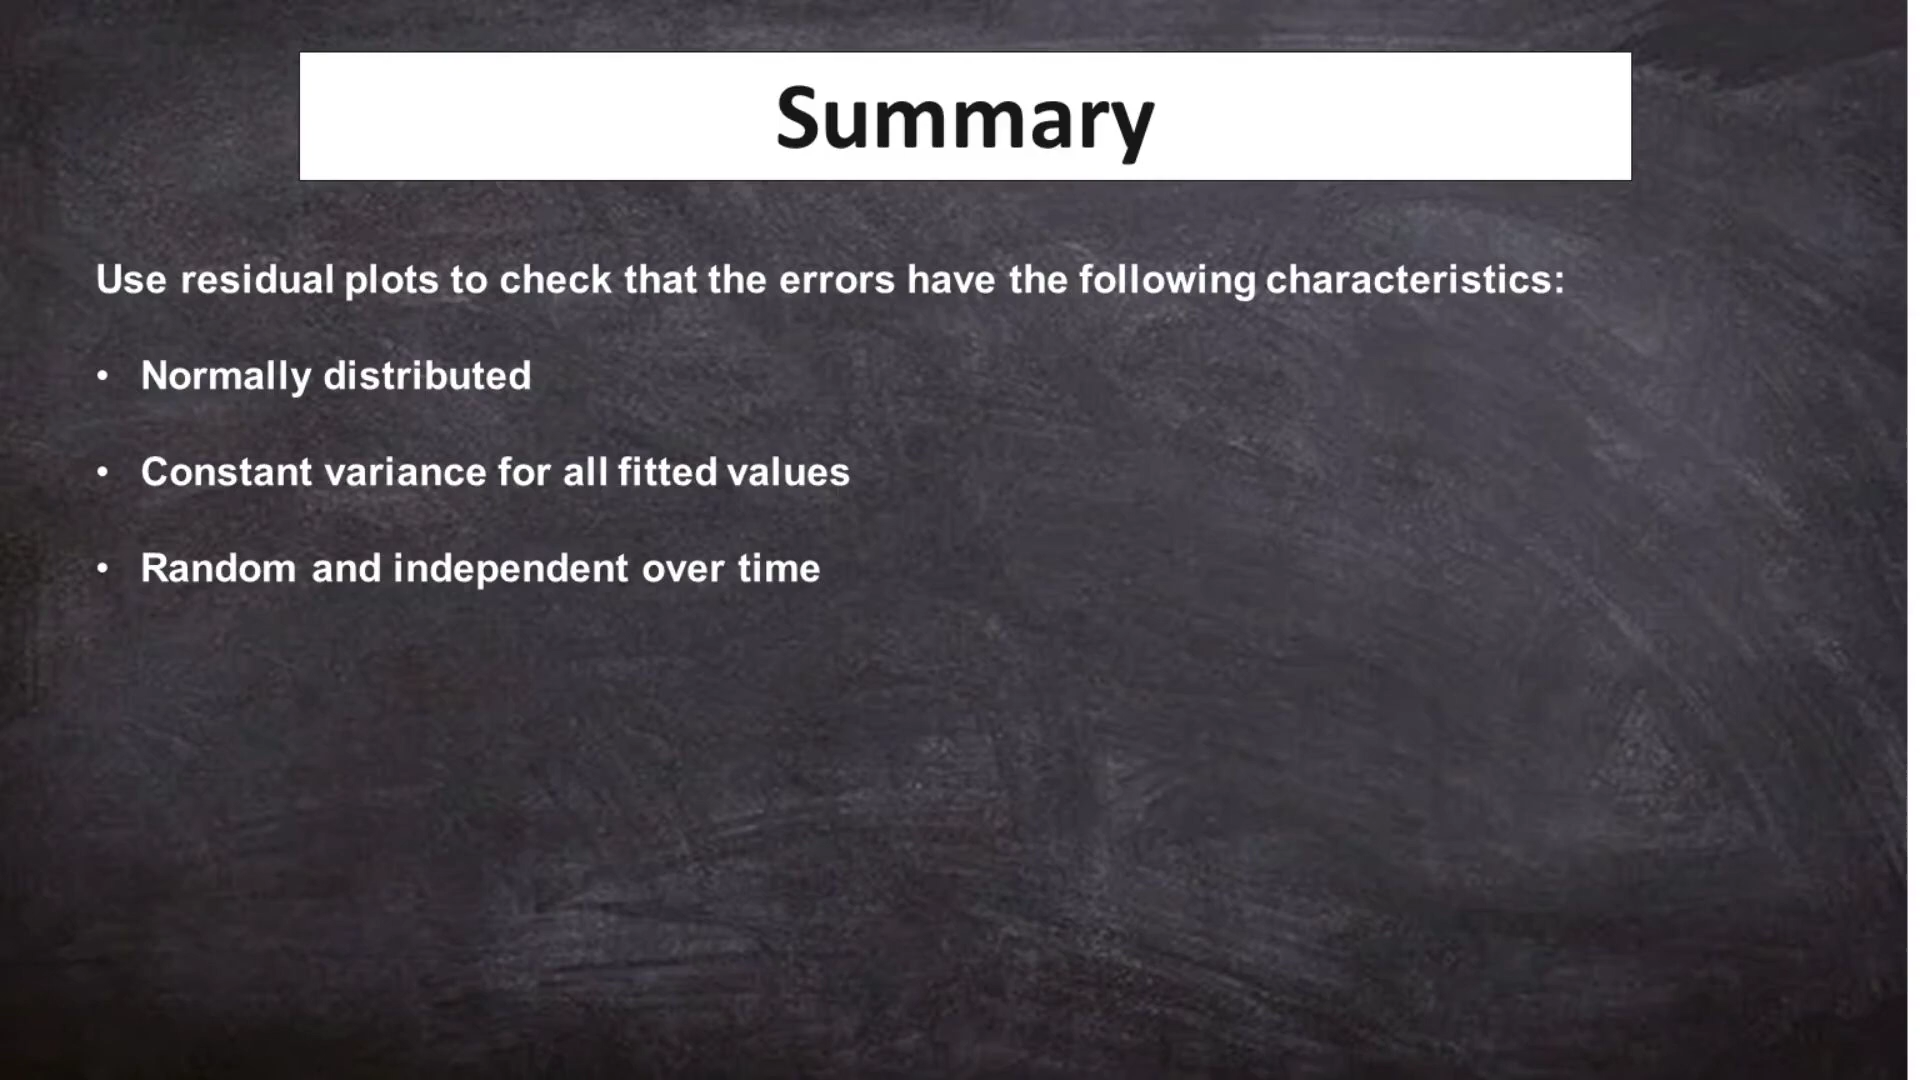 Summary
Use residual plots to check that the errors have the following characteristics:
• Normally distributed
• Constant variance for all fitted values
• Random and independent over time